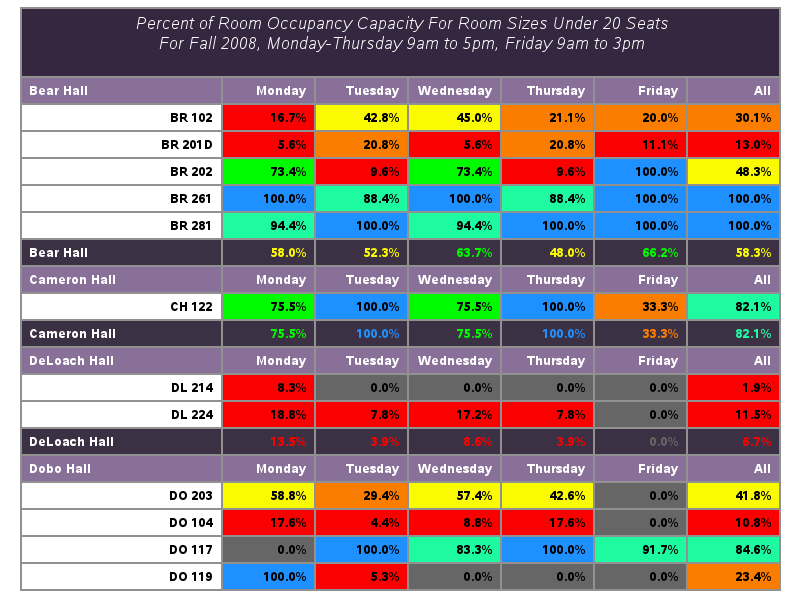 Percent of Room Occupancy Capacity For Room Sizes Under 20 Seats
For Fall 2008, Monday-Thursday 9am to 5pm, Friday 9am to 3pm
Bear Hall Monday Tuesday Wednesday Thursday Friday All
BR 102 16.7% 42.8% 45.0% 21.1% 20.0% 30.1%
BR 201D 5.6% 20.8% 5.6% 20.8% 11.1% 13.0%
BR 202 73.4% 9.6% 73.4% 9.6% 100.0% 48.3%
BR 261 100.0% 88.4% 100.0% 88.4% 100.0% 100.0%
BR 281 94.4% 100.0% 94.4% 100.0% 100.0% 100.0%
Bear Hall 58.0% 52.3% 63.7% 48.0% 66.2% 58.3%
Cameron Hall Monday Tuesday Wednesday Thursday Friday All
CH 122 75.5% 100.0% 75.5% 100.0% 33.3% 82.1%
Cameron Hall 75.5% 100.0% 75.5% 100.0% 33.3% 82.1%
DeLoach Hall Monday Tuesday Wednesday Thursday Friday All
DL 214 8.3% 0.0% 0.0% 0.0% 0.0% 1.9%
DL 224 18.8% 7.8% 17.2% 7.8% 0.0% 11.5%
DeLoach Hall 13.5% 3.9% 8.6% 3.9% 0.0% 6.7%
Dobo Hall Monday Tuesday Wednesday Thursday Friday All
DO 203 58.8% 29.4% 57.4% 42.6% 0.0% 41.8%
DO 104 17.6% 4.4% 8.8% 17.6% 0.0% 10.8%
DO 117 0.0% 100.0% 83.3% 100.0% 91.7% 84.6%
DO 119 100.0% 5.3% 0.0% 0.0% 0.0% 23.4%